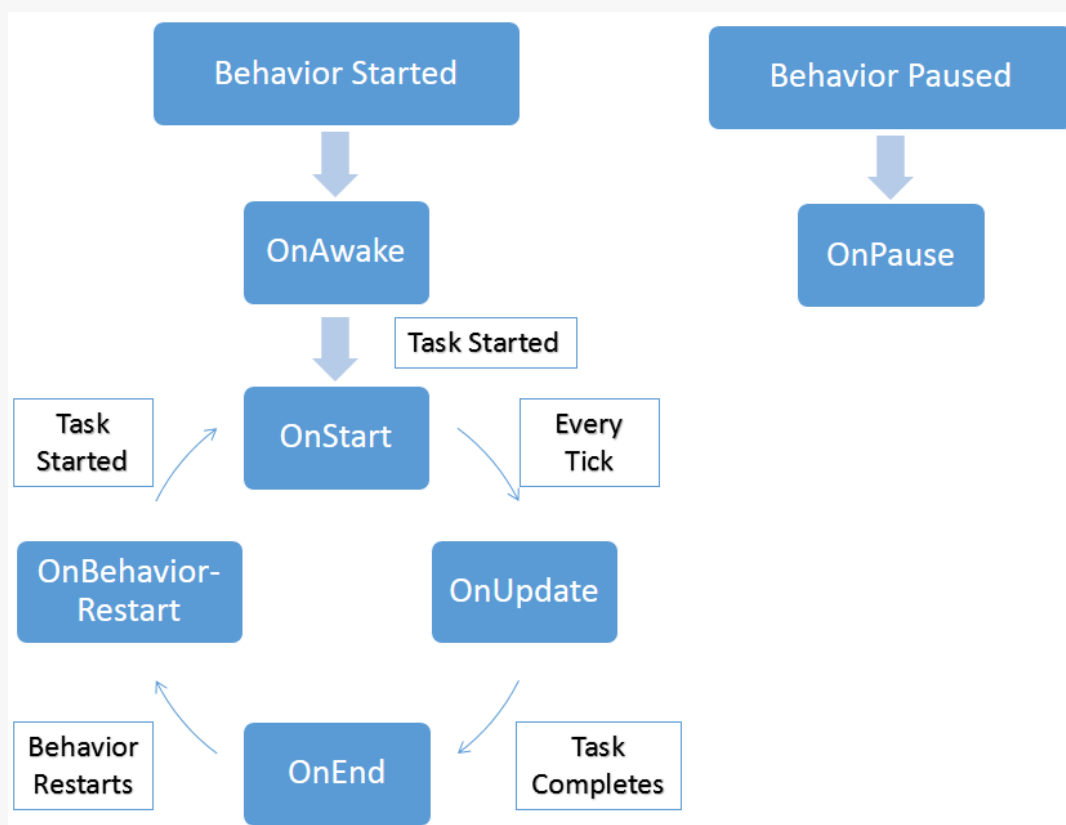 Behavior Started
Behavior Paused
OnAwake
OnPause
Task Started
Task
Started
OnStart
Every
Tick
OnBehavior-
Restart
OnUpdate
Behavior
Restarts
OnEnd
Task
Completes